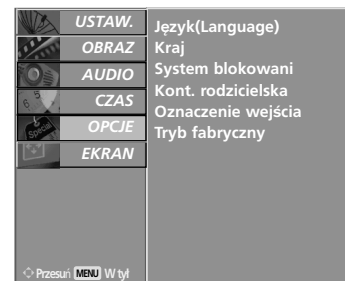 USTAW.
OBRAZ
AUDIO
CZAS
OPCJE
EKRAN
Język(Language)
Kraj
System blokowani
Kont. rodzicielska
Oznaczenie wejścia
Tryb fabryczny
Przesuń MENU W tył